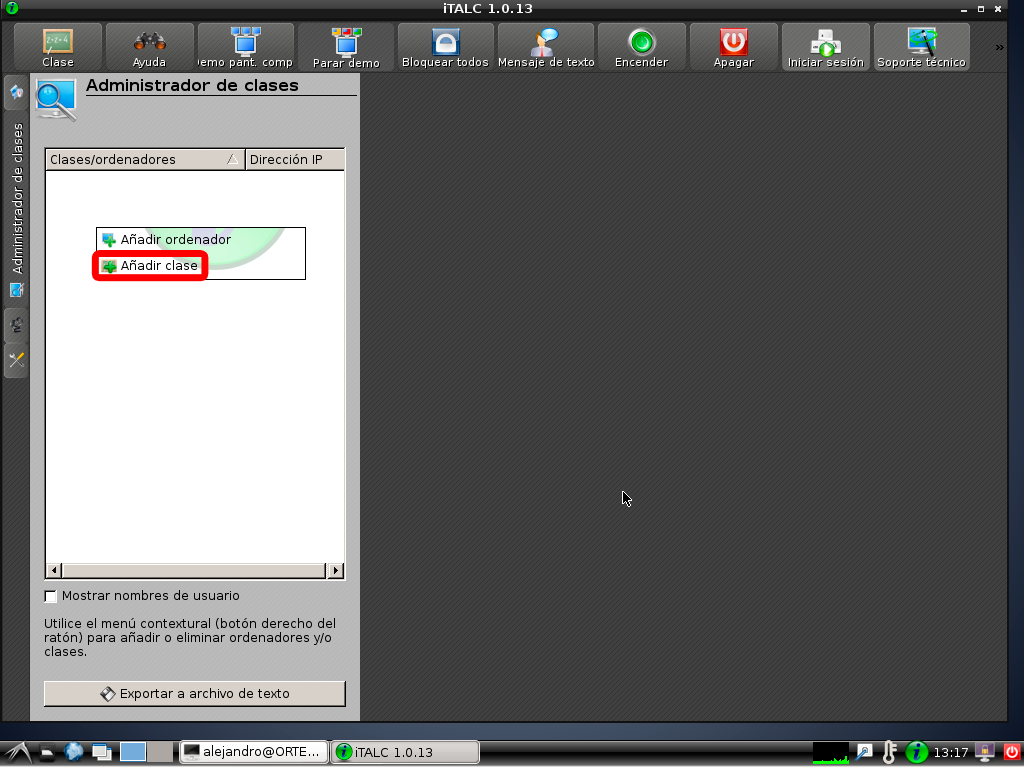 iTALC 1.0.13
Clase
Ayuda
emo pant. comp
Parar demo
Bloquear todos
Mensaje de texto
Encender
Apagar
Iniciar sesión
Soporte técnico
»
Administrador de clases
Administrador de clases
Clases/ordenadores
Dirección IP
Añadir ordenador
Añadir clase
Mostrar nombres de usuario
Utilice el menú contextural (botón derecho del
ratón) para añadir o eliminar ordenadores y/o
clases.
Exportar a archivo de texto
alejandro@ORTE...
iTALC 1.0.13
13:17